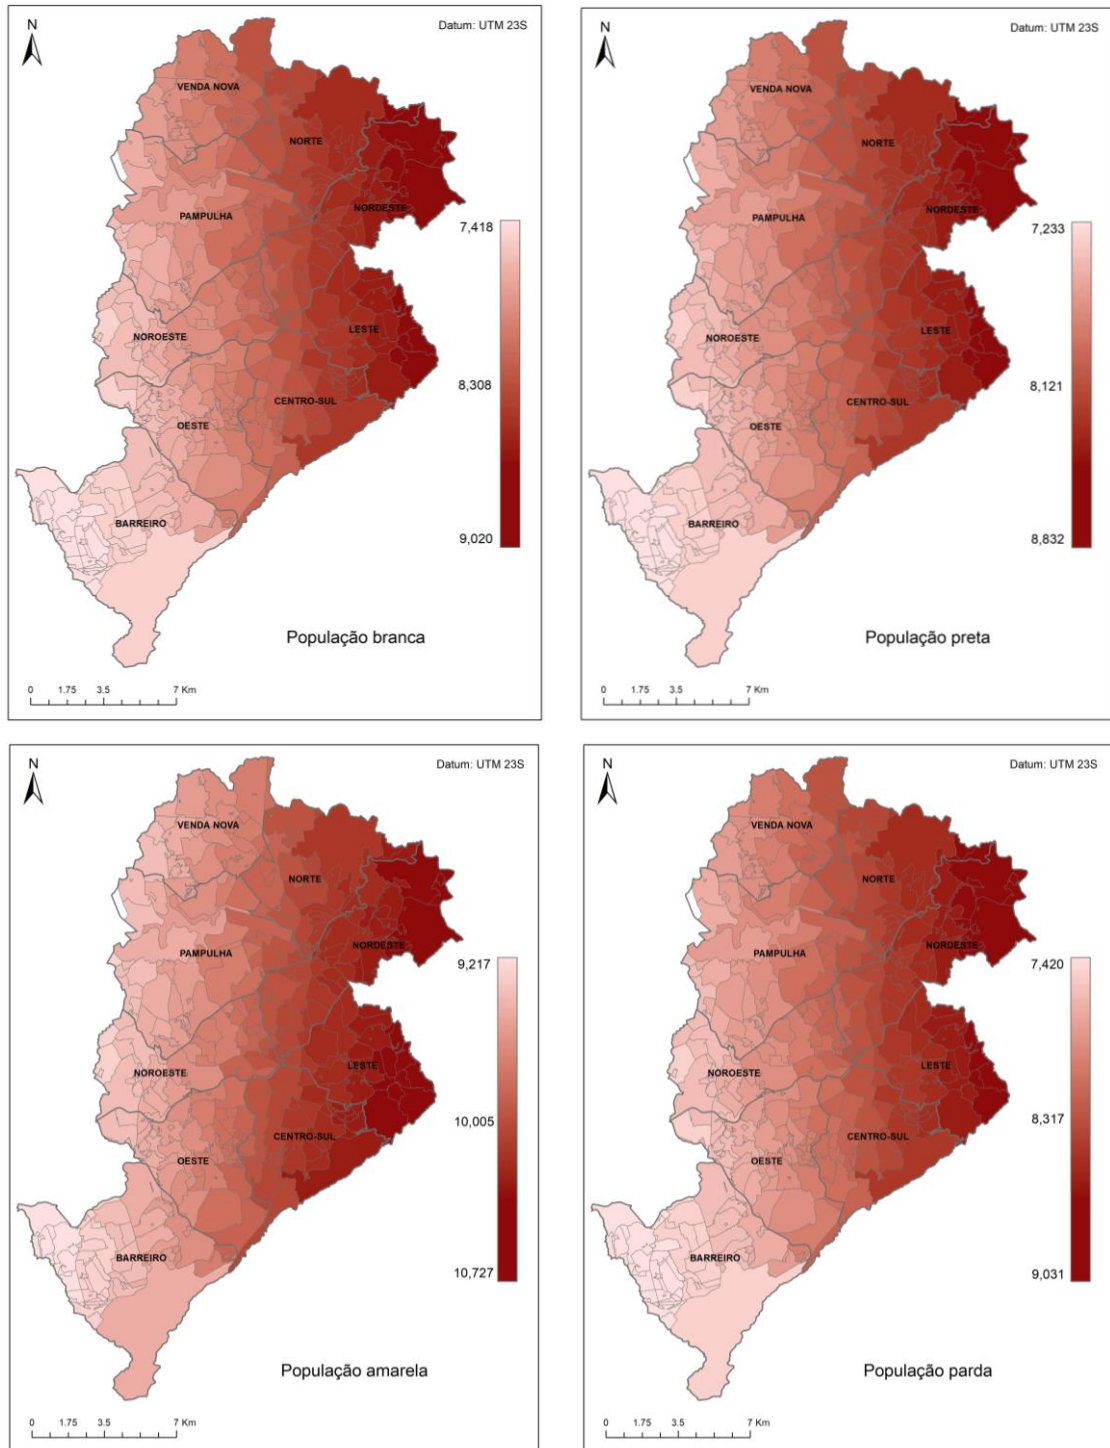 N
Datum: UTM 23S
VENDA NOVA
NORTE
PAMPULHA
NORDESTE
7,418
NOROESTE
LESTE
8,308
CENTRO-SUL
OESTE
BARREIRO
9,020
População branca
0 1.75 3.5 7 Km
N
Datum: UTM 23S
VENDA NOVA
NORTE
NORDESTE
PAMPULHA
7,233
LESTE
NOROESTE
8,121
CENTRO-SUL
OESTE
BARREIRO
8,832
População preta
0 1.75 3.5 7 Km
N
Datum: UTM 23S
VENDA NOVA
NORTE
NORDESTE
PAMPULHA
9,217
LESTE
NOROESTE
10,005
CENTRO-SUL
OESTE
BARREIRO
10,727
População amarela
0 1.75 3.5 7 Km
N
Datum: UTM 23S
VENDA NOVA
NORTE
NORDESTE
PAMPULHA
7,420
LESTE
NOROESTE
8,317
CENTRO-SUL
OESTE
BARREIRO
9,031
População parda
0 1.75 3.5 7 Km